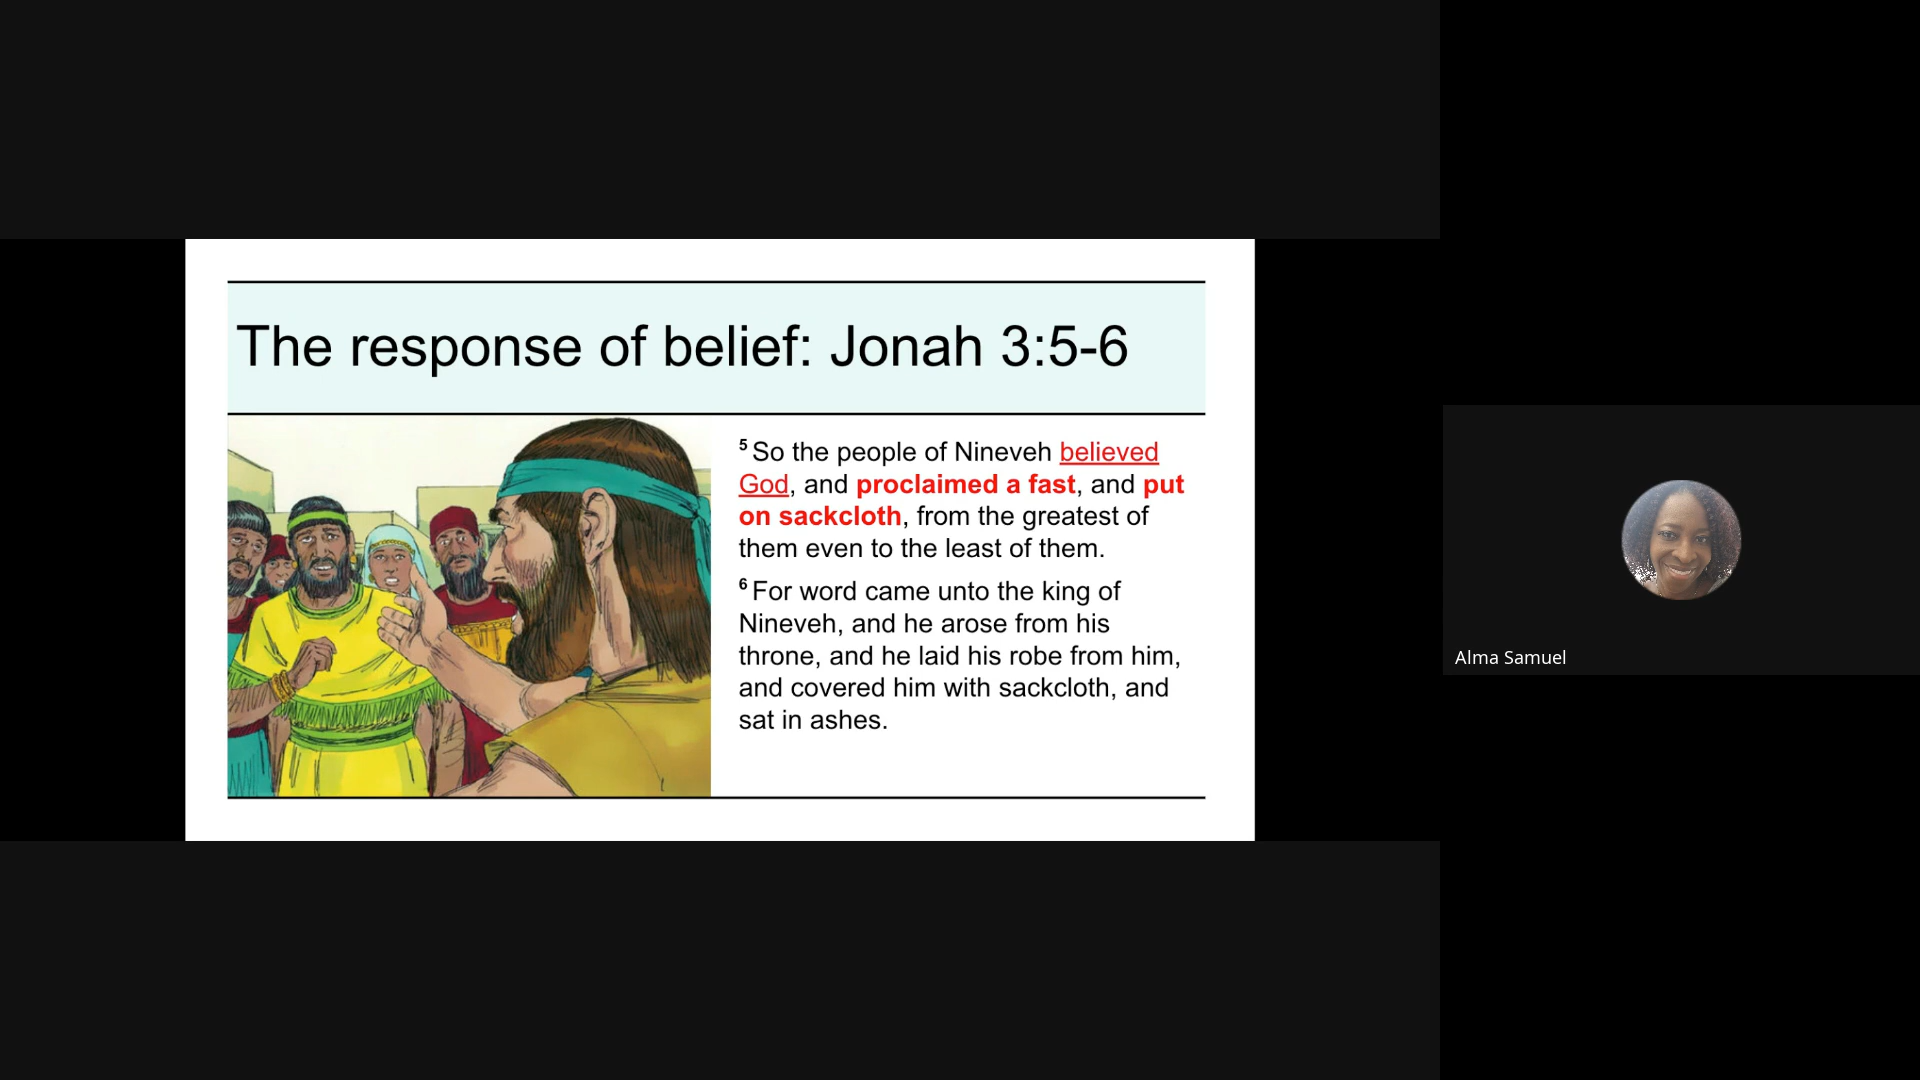 The response of belief: Jonah 3:5-6
5 So the people of Nineveh believed
God, and proclaimed a fast, and put
on sackcloth, from the greatest of
them even to the least of them.
6 For word came unto the king of
Nineveh, and he arose from his
throne, and he laid his robe from him,
and covered him with sackcloth, and
sat in ashes.
Alma Samuel